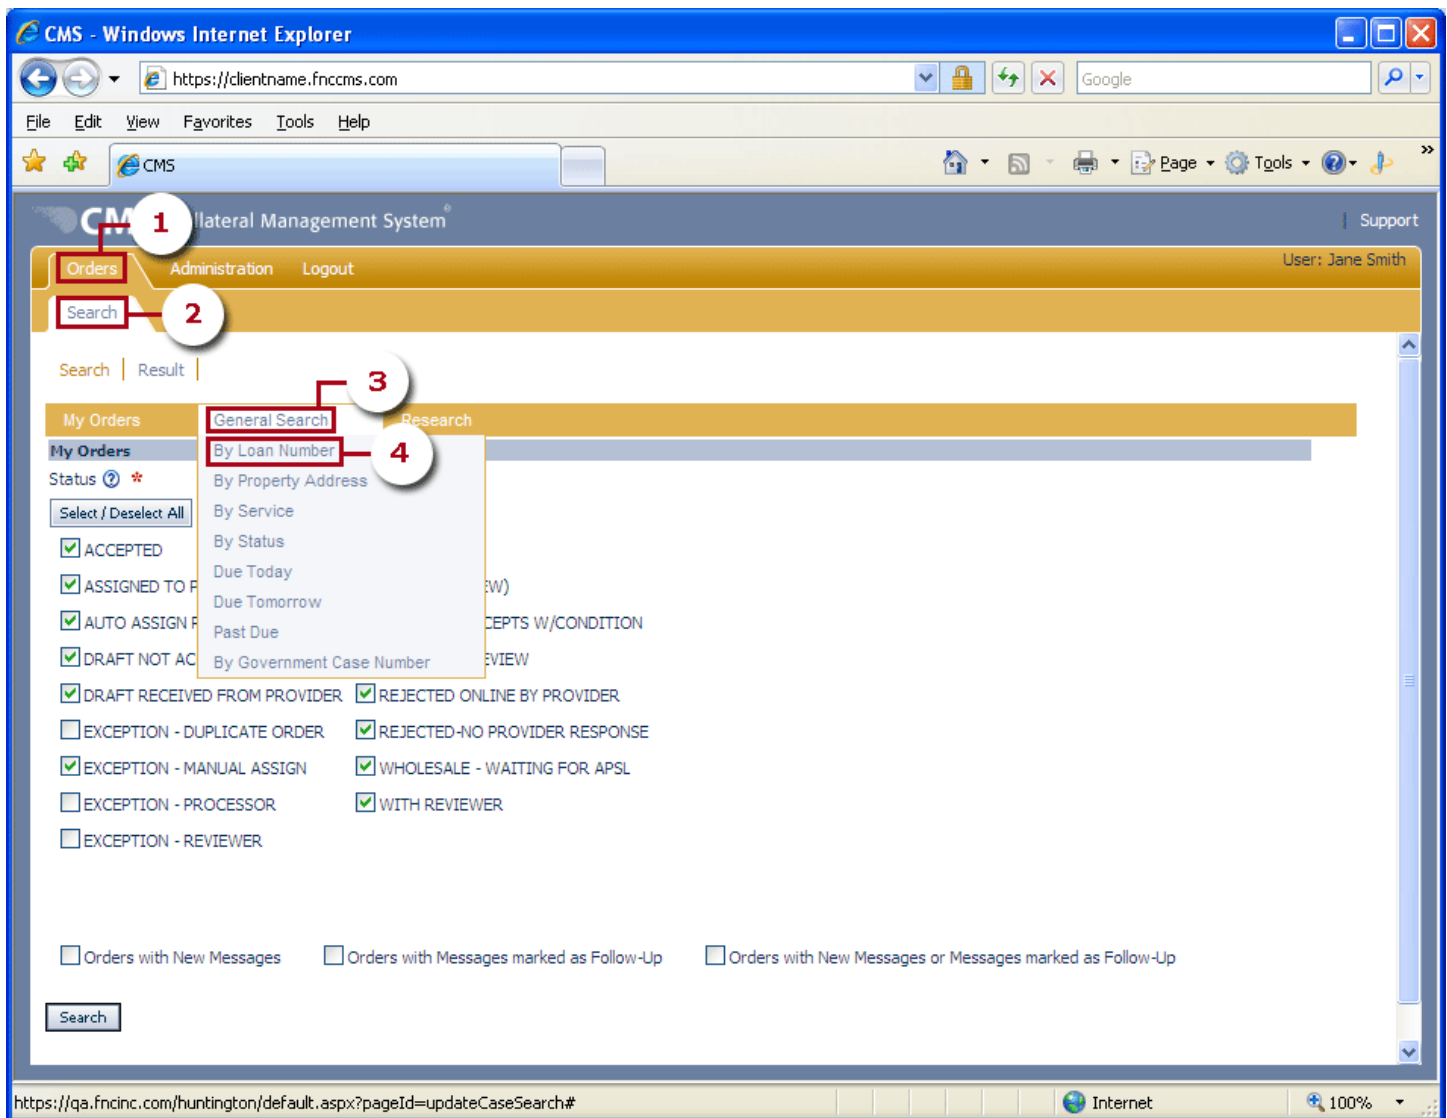 CMS - Windows Internet Explorer
https://clientname.fnccms.com
Google
File Edit View Favorites Tools Help
CMS
Page Tools
»
CM 1 llateral Management System
Support
Orders Administration Logout
User: Jane Smith
Search 2
Search Result
3
My Orders General Search Research
My Orders By Loan Number 4
Status ? * By Property Address
Select / Deselect All By Service
ACCEPTED By Status
Due Today
ASSIGNED TO P EW)
Due Tomorrow
AUTO ASSIGN CEPTS W/CONDITION
Past Due
DRAFT NOT AC EVIEW
By Government Case Number
DRAFT RECEIVED FROM PROVIDER REJECTED ONLINE BY PROVIDER
EXCEPTION - DUPLICATE ORDER REJECTED-NO PROVIDER RESPONSE
EXCEPTION - MANUAL ASSIGN WHOLESALE - WAITING FOR APSL
EXCEPTION - PROCESSOR WITH REVIEWER
EXCEPTION - REVIEWER
Orders with New Messages Orders with Messages marked as Follow-Up Orders with New Messages or Messages marked as Follow-Up
Search
https://qa.fncinc.com/huntington/default.aspx?pageId=updateCaseSearch# Internet 100%